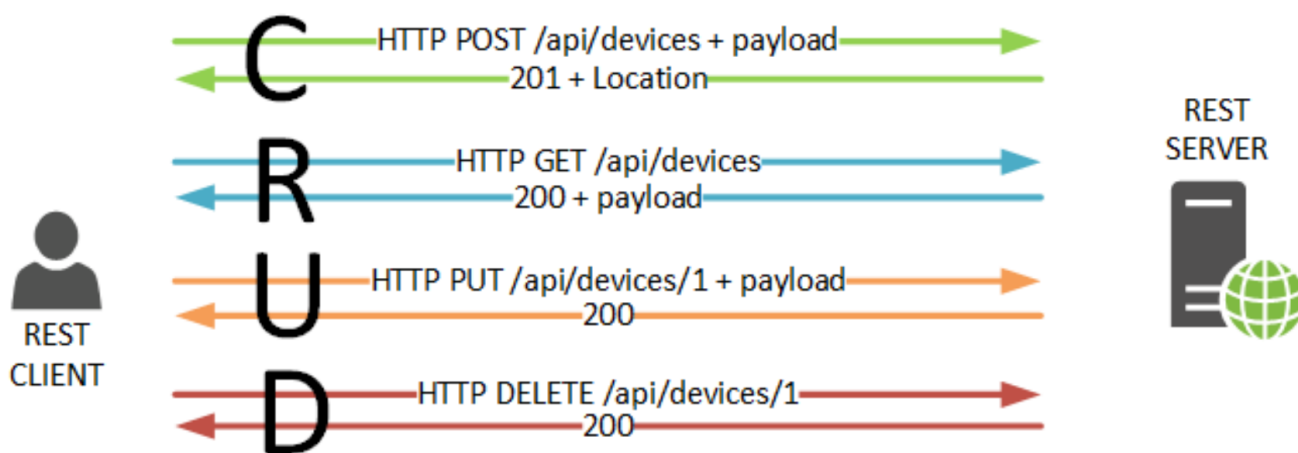 C
HTTP POST /api/devices + payload
201 + Location
R
HTTP GET /api/devices
200 + payload
U
HTTP PUT /api/devices/1 + payload
200
D
HTTP DELETE /api/devices/1
200
REST
CLIENT
REST
SERVER